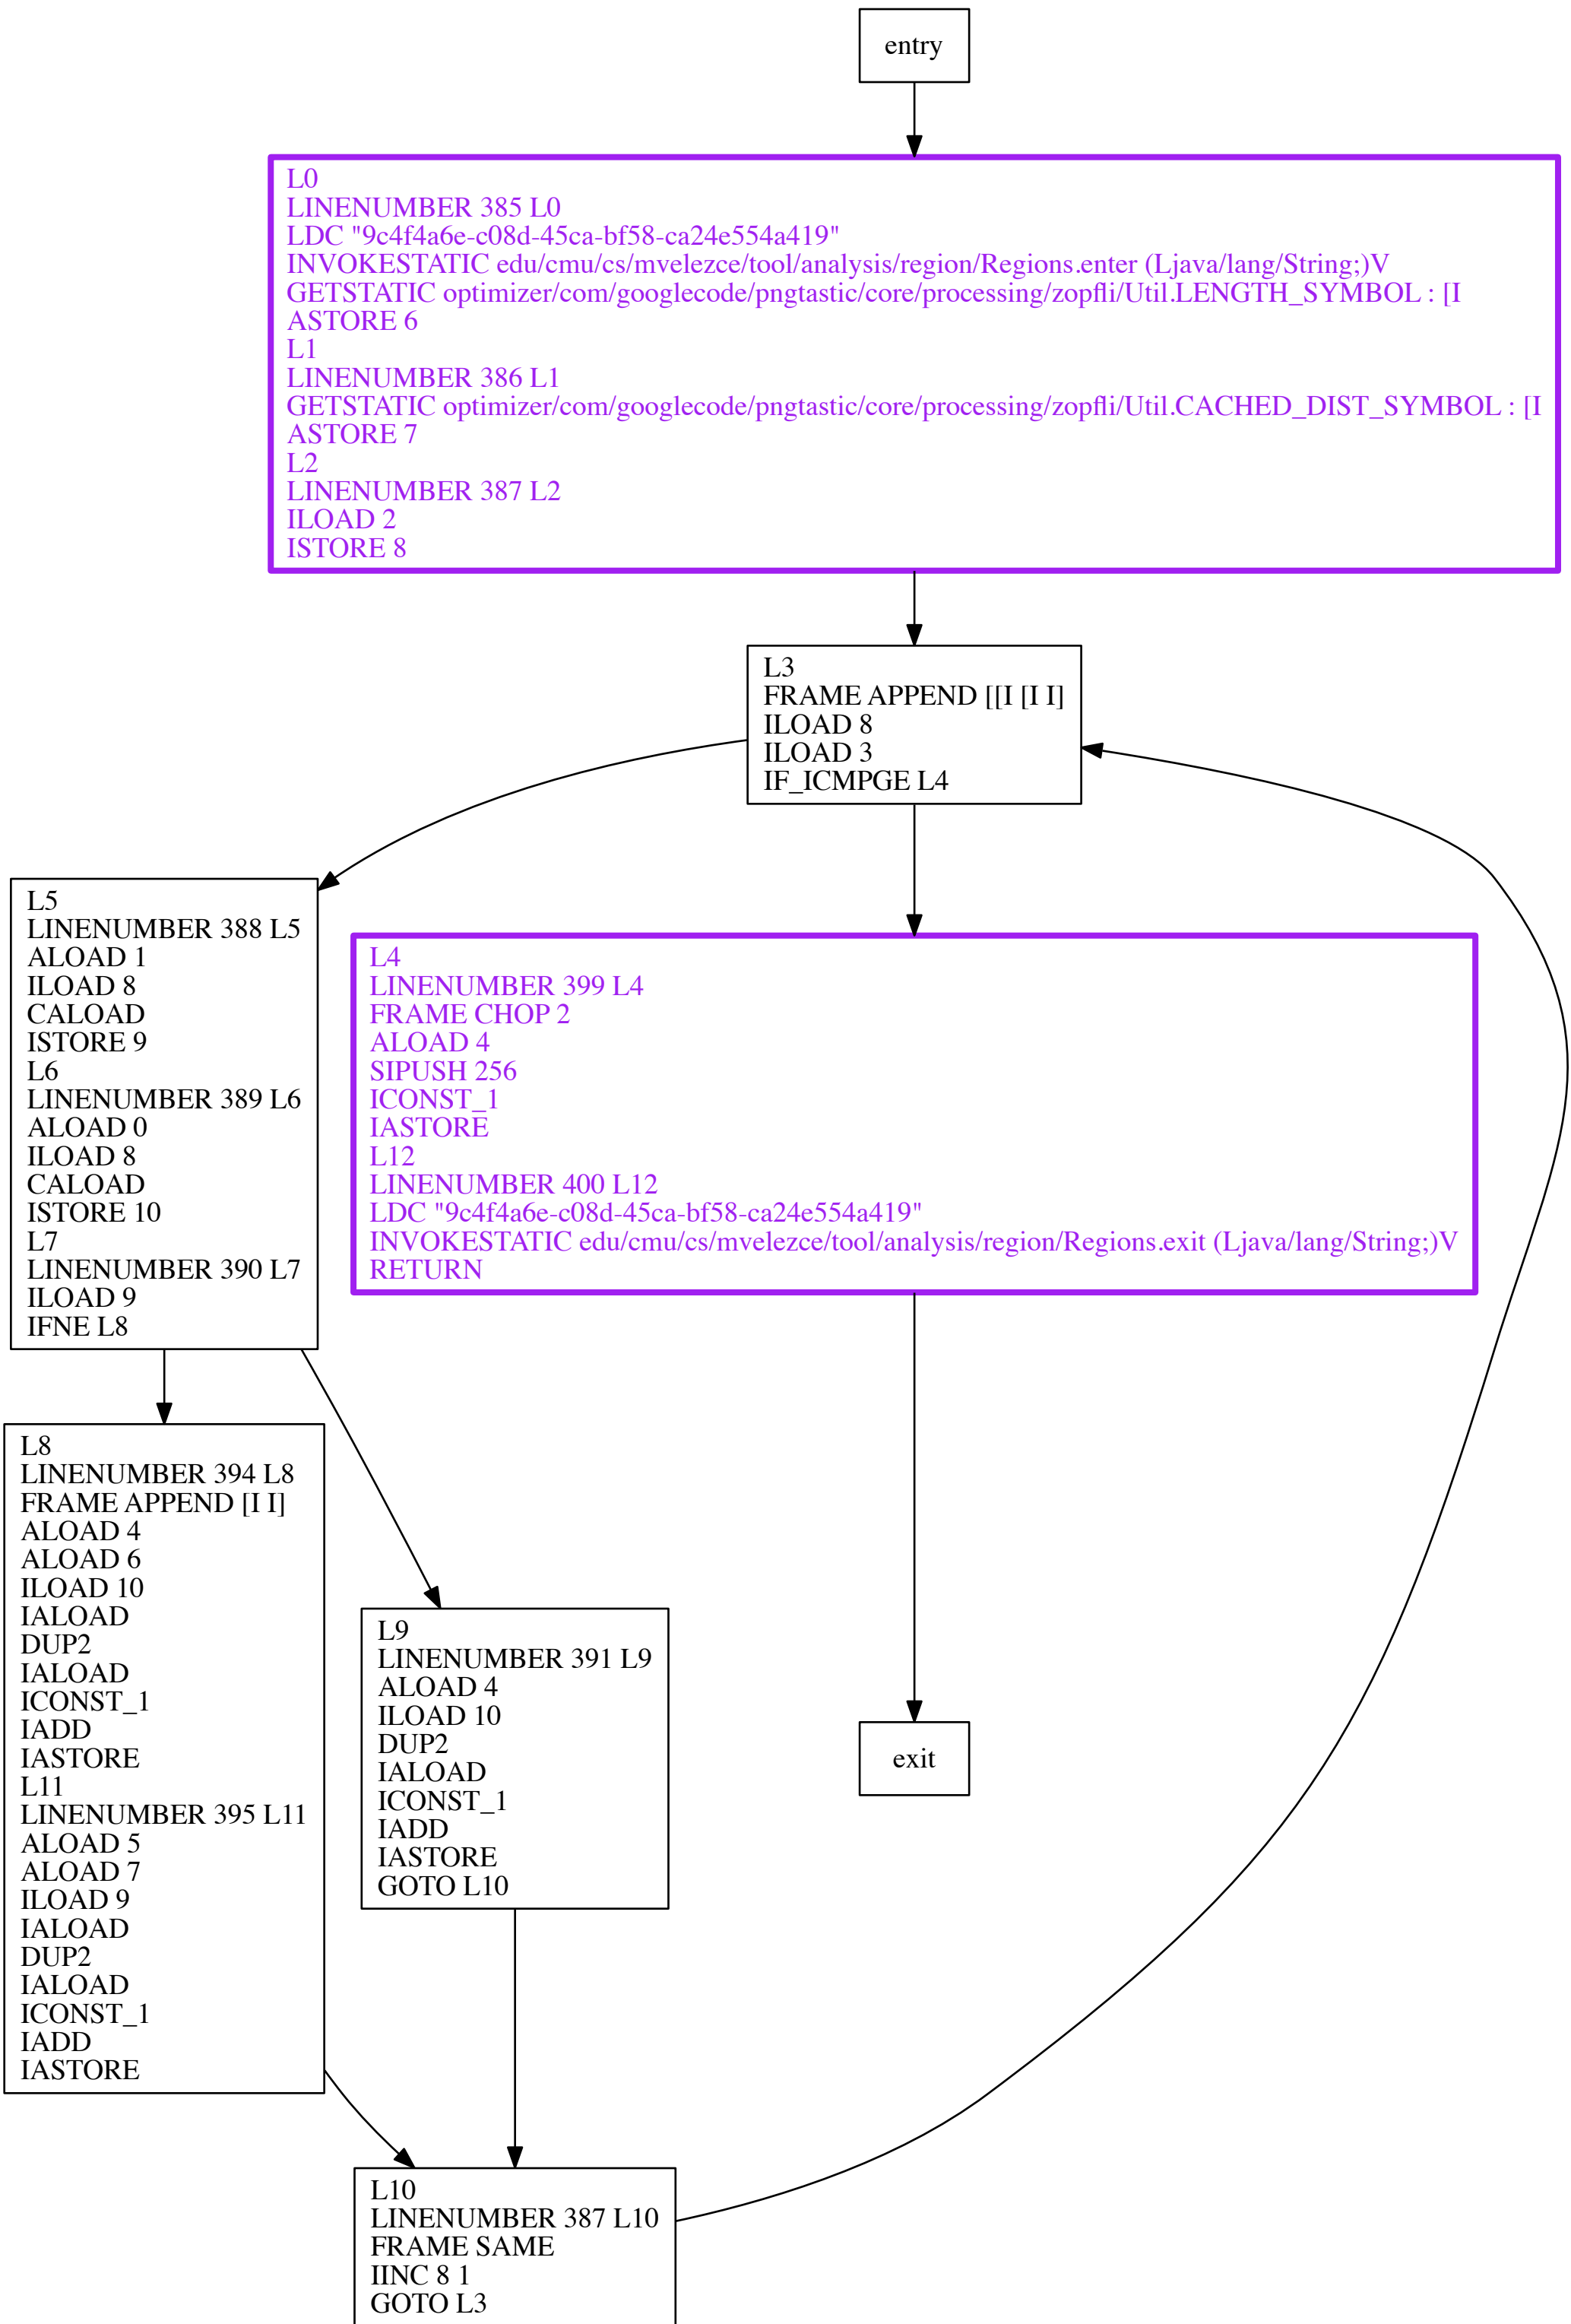 entry
L0
LINENUMBER 385 L0
LDC "9c4f4a6e-c08d-45ca-bf58-ca24e554a419"
INVOKESTATIC edu/cmu/cs/mvelezce/tool/analysis/region/Regions.enter (Ljava/lang/String;)V
GETSTATIC optimizer/com/googlecode/pngtastic/core/processing/zopfli/Util.LENGTH_SYMBOL : [I
ASTORE 6
L1
LINENUMBER 386 L1
GETSTATIC optimizer/com/googlecode/pngtastic/core/processing/zopfli/Util.CACHED_DIST_SYMBOL : [I
ASTORE 7
L2
LINENUMBER 387 L2
ILOAD 2
ISTORE 8
L3
FRAME APPEND [[I [I I]
ILOAD 8
ILOAD 3
IF_ICMPGE L4
L5
LINENUMBER 388 L5
ALOAD 1
ILOAD 8
CALOAD
ISTORE 9
L6
LINENUMBER 389 L6
ALOAD 0
ILOAD 8
CALOAD
ISTORE 10
L7
LINENUMBER 390 L7
ILOAD 9
IFNE L8
L4
LINENUMBER 399 L4
FRAME CHOP 2
ALOAD 4
SIPUSH 256
ICONST_1
IASTORE
L12
LINENUMBER 400 L12
LDC "9c4f4a6e-c08d-45ca-bf58-ca24e554a419"
INVOKESTATIC edu/cmu/cs/mvelezce/tool/analysis/region/Regions.exit (Ljava/lang/String;)V
RETURN
L8
LINENUMBER 394 L8
FRAME APPEND [I I]
ALOAD 4
ALOAD 6
ILOAD 10
IALOAD
DUP2
IALOAD
ICONST_1
IADD
IASTORE
L11
LINENUMBER 395 L11
ALOAD 5
ALOAD 7
ILOAD 9
IALOAD
DUP2
IALOAD
ICONST_1
IADD
IASTORE
L9
LINENUMBER 391 L9
ALOAD 4
ILOAD 10
DUP2
IALOAD
ICONST_1
IADD
IASTORE
GOTO L10
exit
L10
LINENUMBER 387 L10
FRAME SAME
IINC 8 1
GOTO L3